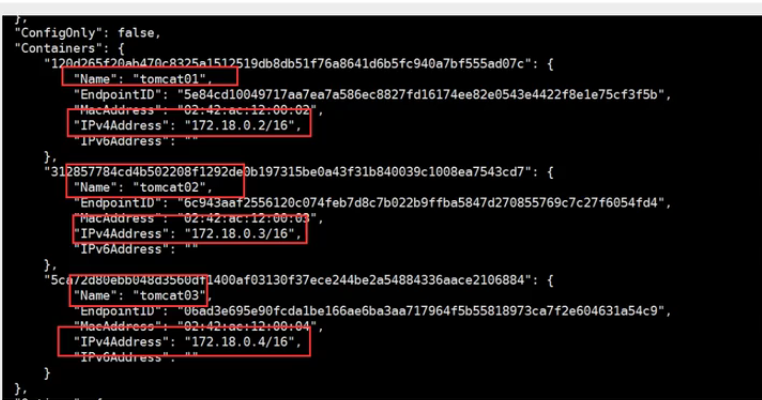 },
"ConfigOnly": false,
"Containers": {
"120d265f20ab470c8325a1512519db8db51f76a8641d6b5fc940a7bf555ad07c": {
"Name": "tomcat01",
"EndpointID": "5e84cd10049717aa7ea7a586ec8827fd16174ee82e0543e4422f8e1e75cf3f5b",
"MacAddress": "02:42:ac:12:00:02",
"IPv4Address": "172.18.0.2/16",
"IPv6Address": ""
},
"312857784cd4b502208f1292de0b197315be0a43f31b840039c1008ea7543cd7": {
"Name": "tomcat02",
"EndpointID": "6c943aaf2556120c074feb7d8c7b022b9ffba5847d270855769c7c27f6054fd4",
"MacAddress": "02:42:ac:12:00:03",
"IPv4Address": "172.18.0.3/16",
"IPv6Address": ""
},
"5ca72d80ebb048d3560df1400af03130f37ece244be2a54884336aace2106884": {
"Name": "tomcat03",
"EndpointID": "06ad3e695e90fcda1be166ae6ba3aa717964f5b55818973ca7f2e604631a54c9",
"MacAddress": "02:42:ac:12:00:04",
"IPv4Address": "172.18.0.4/16",
"IPv6Address": ""
}
},